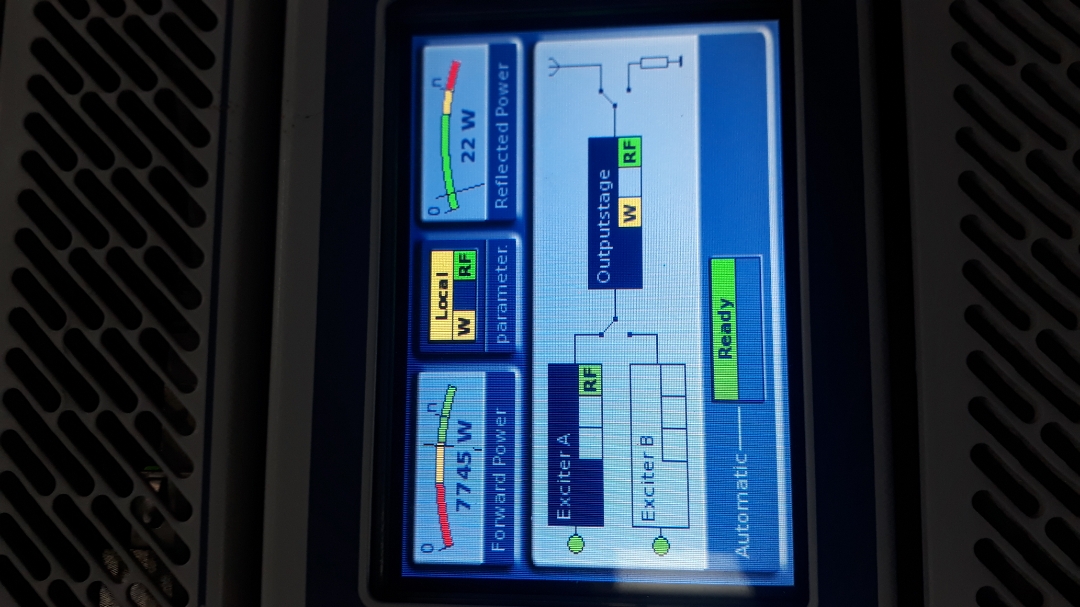 0 n
7745 W
Forward Power
Local
W RF
parameter.
0 n
22 W
Reflected Power
Exciter A
RF
Exciter B
Outputstage
W RF
Automatic
Ready